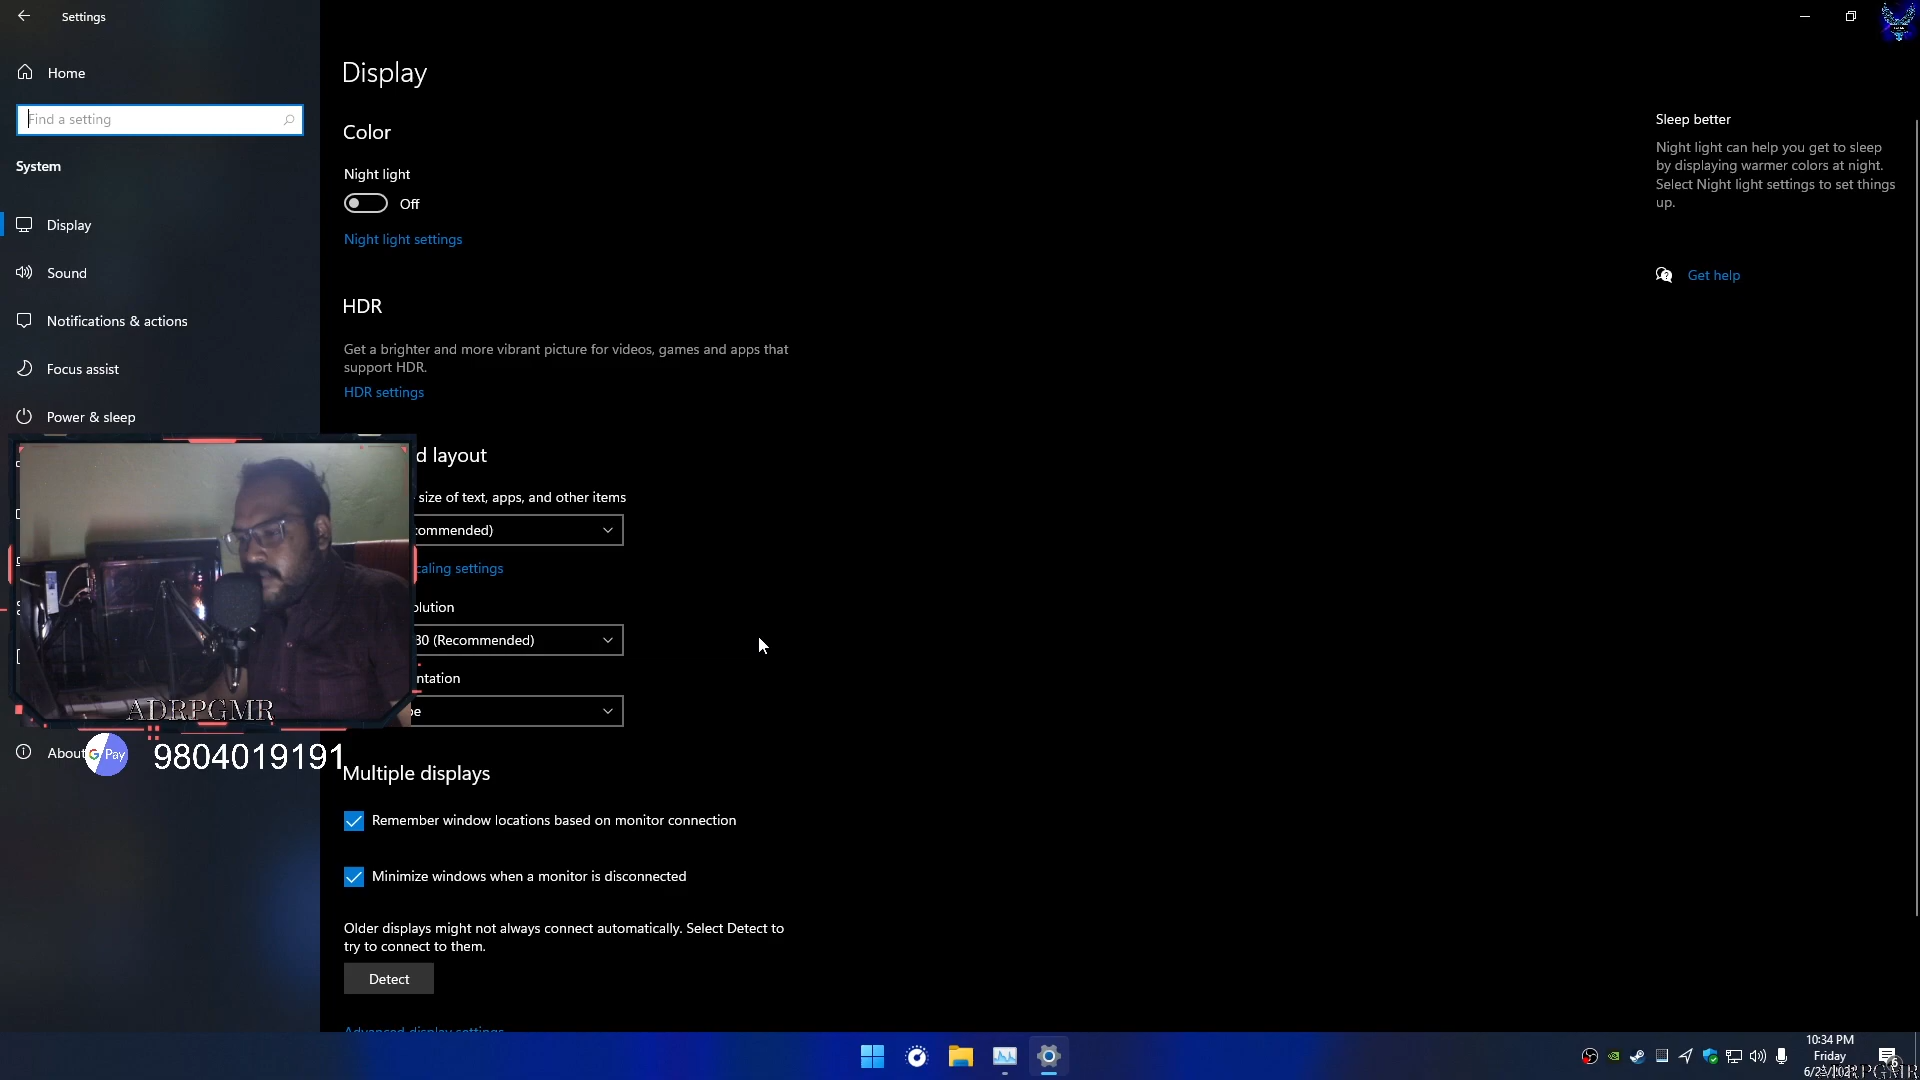 Settings
Home
Find a setting
System
Display
Sound
Notifications & actions
Focus assist
Power & sleep
About
Display
Color
Night light
Off
Night light settings
HDR
Get a brighter and more vibrant picture for videos, games and apps that
support HDR.
HDR settings
d layout
size of text, apps, and other items
commended)
caling settings
olution
80 (Recommended)
ntation
pe
ADRPGMR
G Pay
9804019191
Multiple displays
Remember window locations based on monitor connection
Minimize windows when a monitor is disconnected
Older displays might not always connect automatically. Select Detect to
try to connect to them.
Detect
Advanced display settings
Sleep better
Night light can help you get to sleep
by displaying warmer colors at night.
Select Night light settings to set things
up.
Get help
10:34 PM
Friday